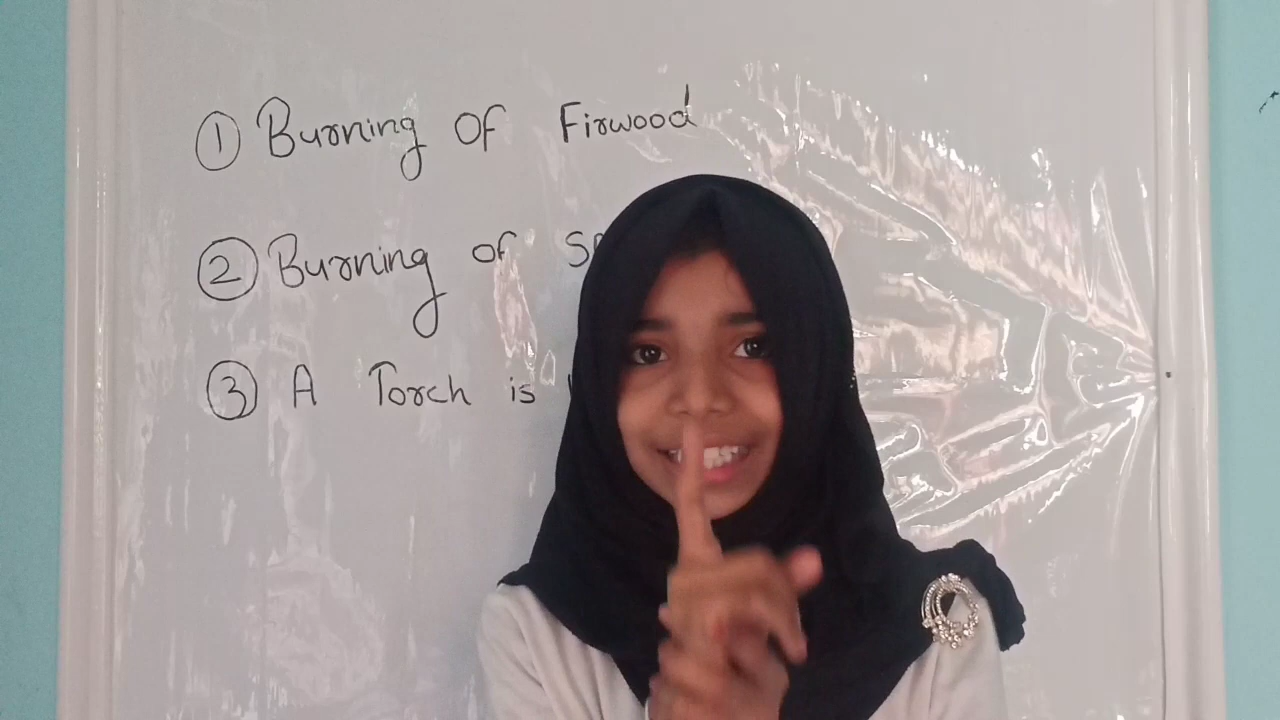 ① Burning Of Firwood
② Burning of
③ A Torch is